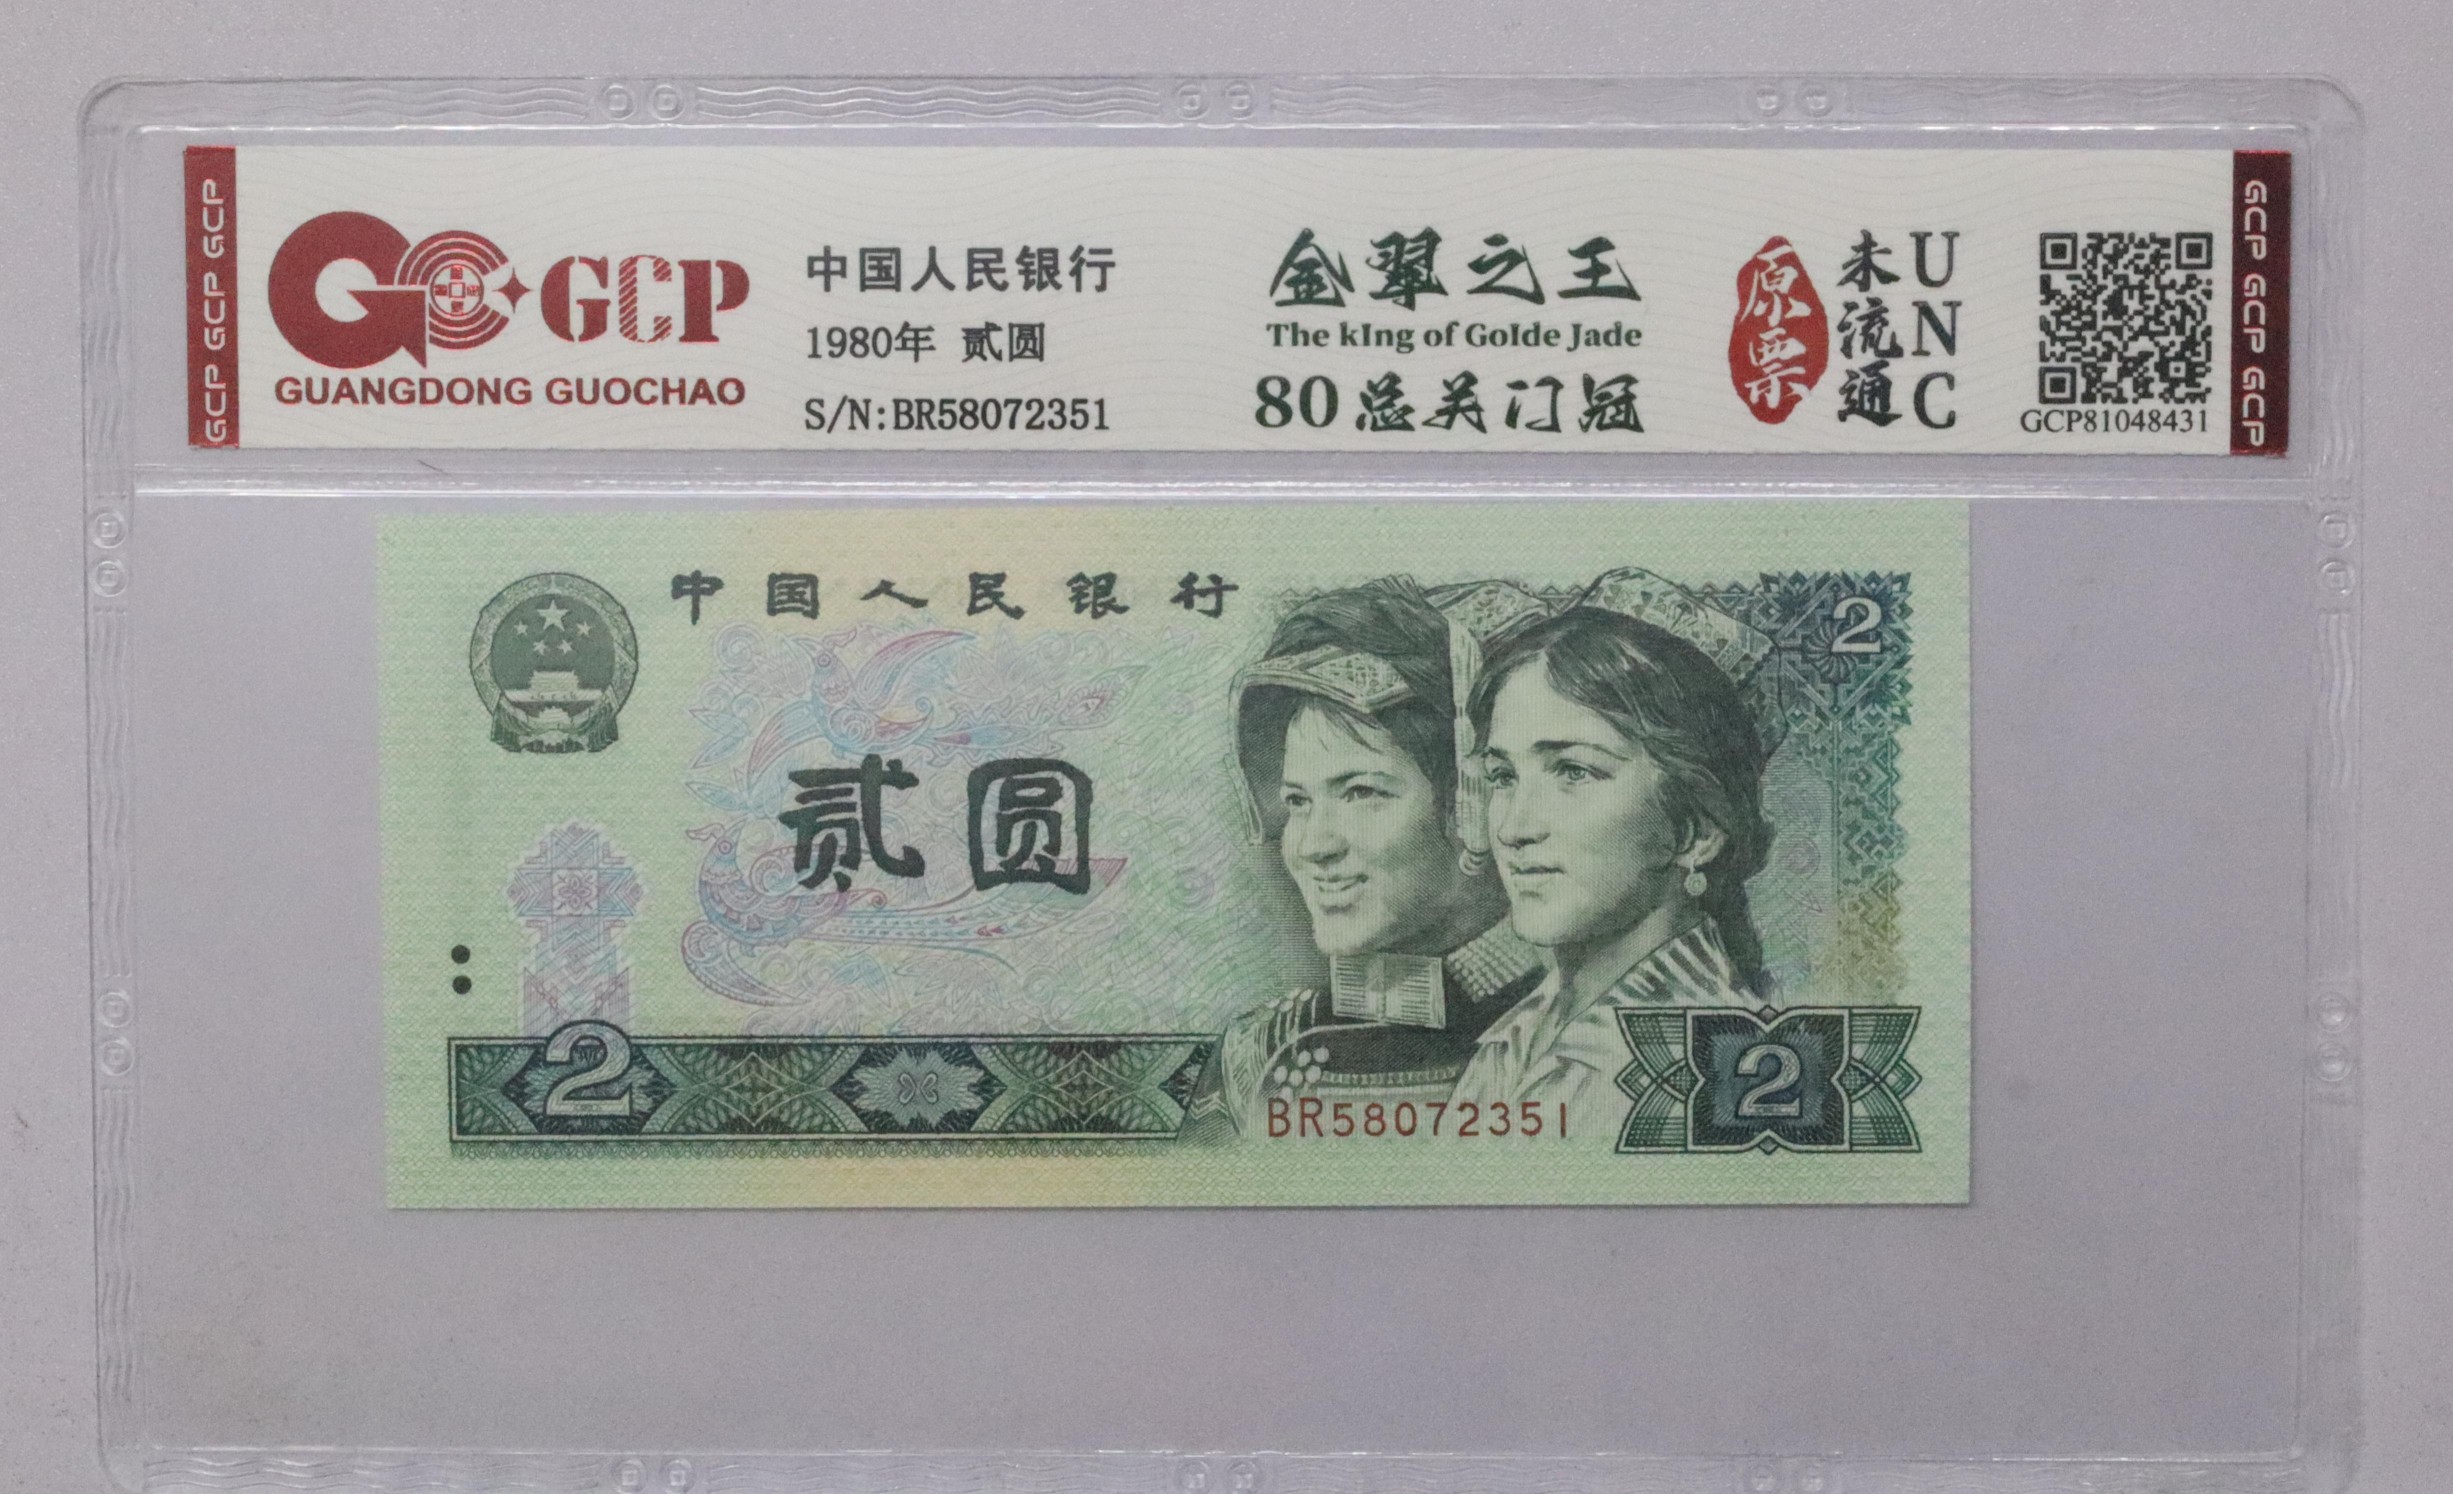 GCP GCP GCP
GCP
GUANGDONG GUOCHAO
中国人民银行
1980年 贰圆
S/N:BR58072351
金翠之王
The kIng of GoIde Jade
80总关门冠
原票
未流通
UNC
GCP81048431
GCP GCP GCP
中国人民银行
2
贰圆
2
BR58072351
2